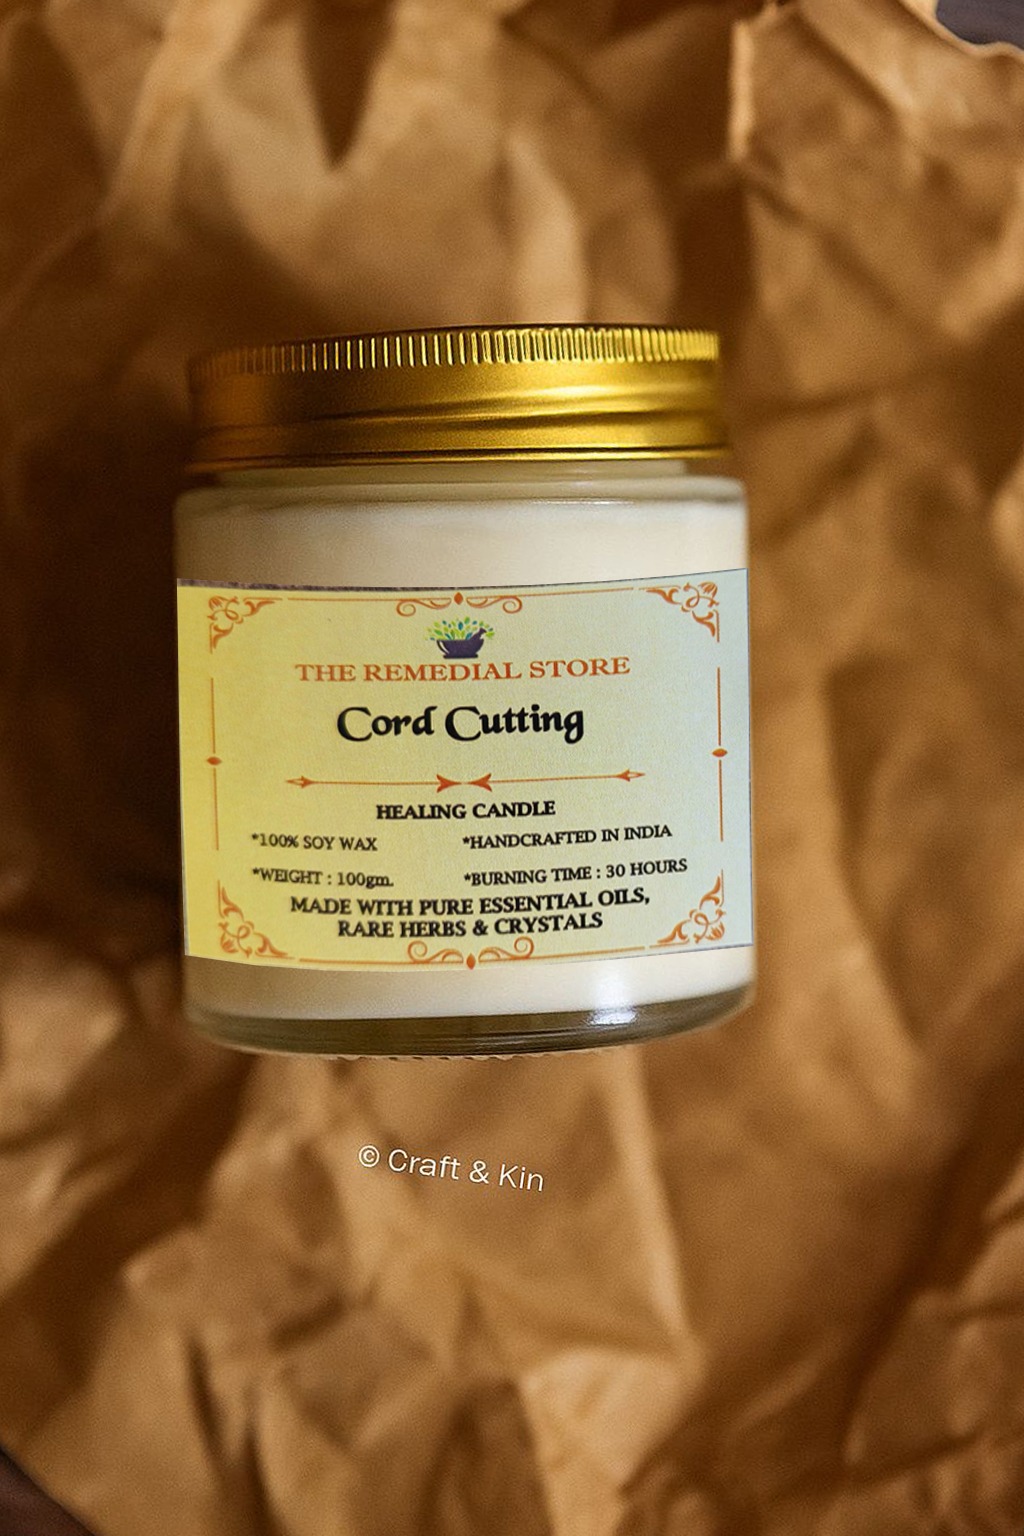 THE REMEDIAL STORE
Cord Cutting
HEALING CANDLE
*100% SOY WAX *HANDCRAFTED IN INDIA
*WEIGHT : 100gm. *BURNING TIME : 30 HOURS
MADE WITH PURE ESSENTIAL OILS,
RARE HERBS & CRYSTALS
© Craft & Kin